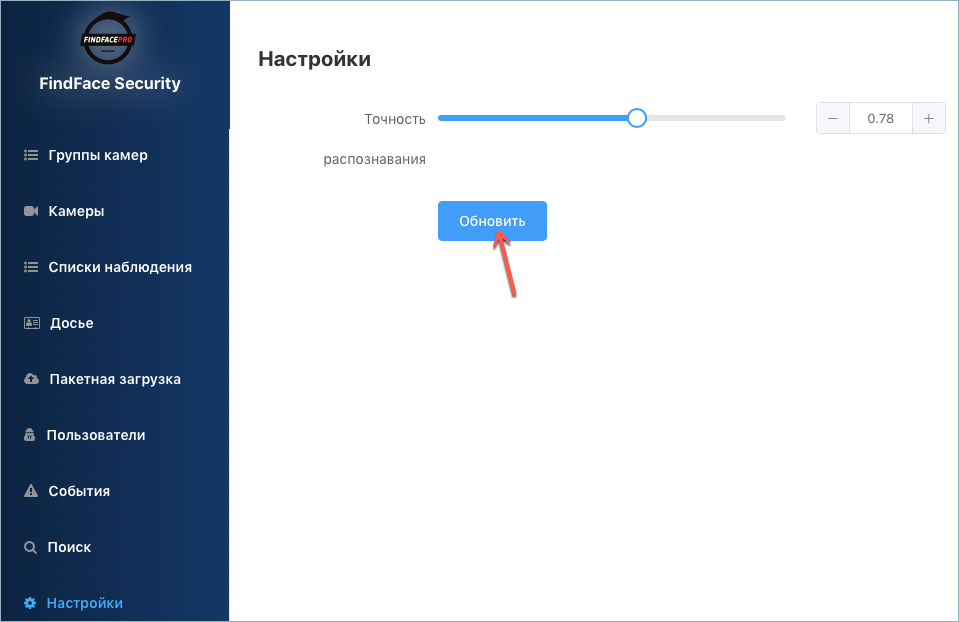 FINDFACEPRO
FindFace Security
Группы камер
Камеры
Списки наблюдения
Досье
Пакетная загрузка
Пользователи
События
Поиск
Настройки
Настройки
Точность
распознавания
0.78
Обновить